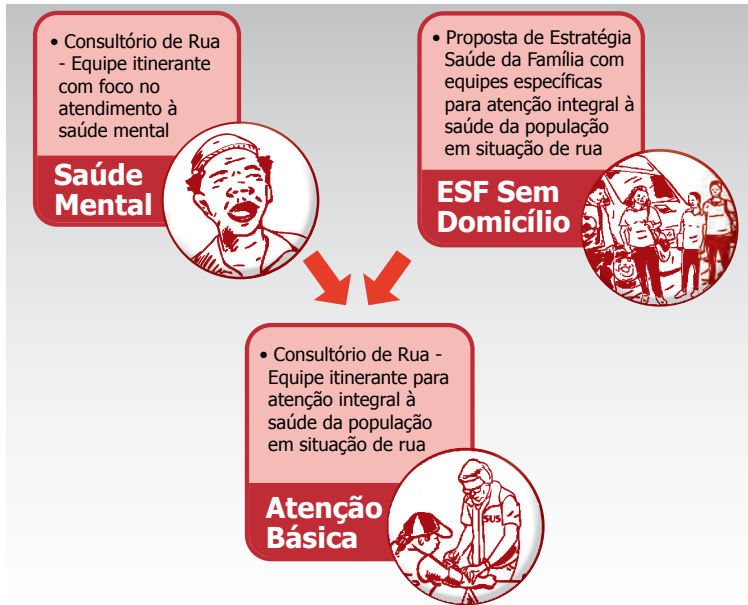 • Consultório de Rua
- Equipe itinerante
com foco no
atendimento à
saúde mental
Saúde
Mental
• Proposta de Estratégia
Saúde da Família com
equipes específicas
para atenção integral à
saúde da população
em situação de rua
ESF Sem
Domicílio
• Consultório de Rua -
Equipe itinerante para
atenção integral à
saúde da população
em situação de rua
Atenção
Básica
SUS